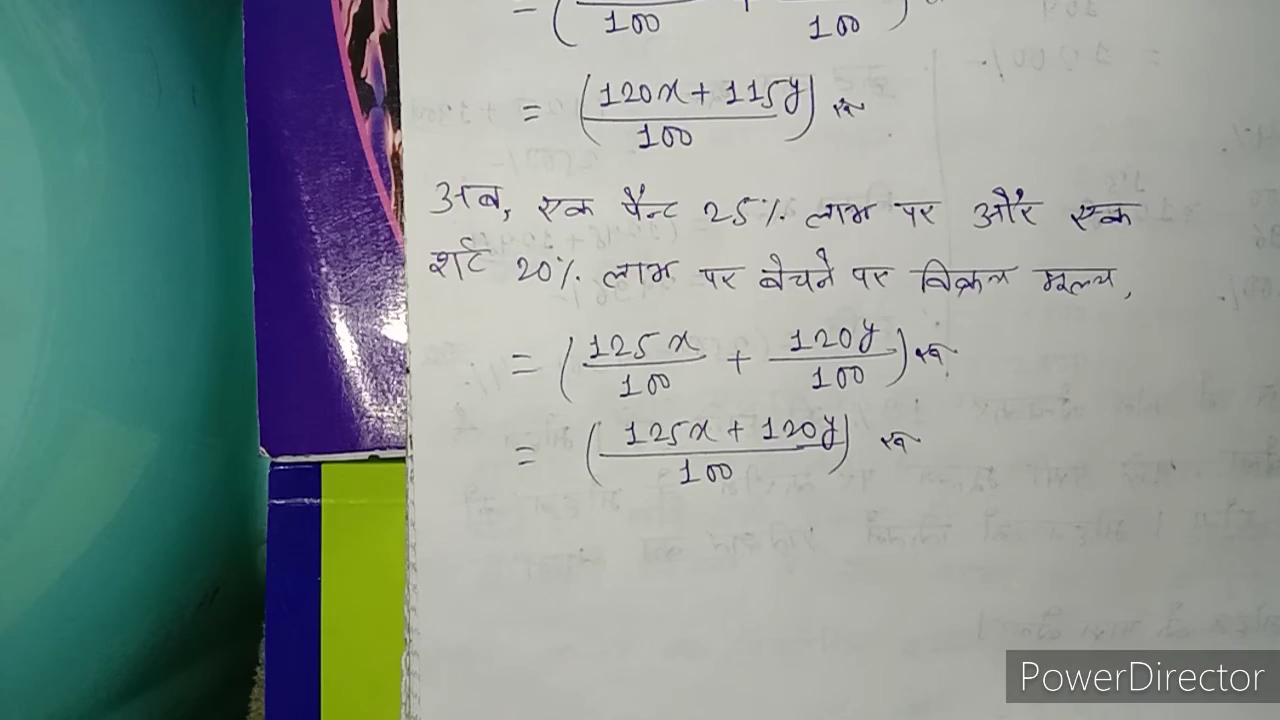 = (   /100 +   /100)
= (120x + 115y / 100) रू
अब, एक पैन्ट 25% लाभ पर और एक
शर्ट 20% लाभ पर बेचने पर विक्रय मूल्य,
= (125x/100 + 120y/100) रू
= (125x + 120y / 100) रू
PowerDirector